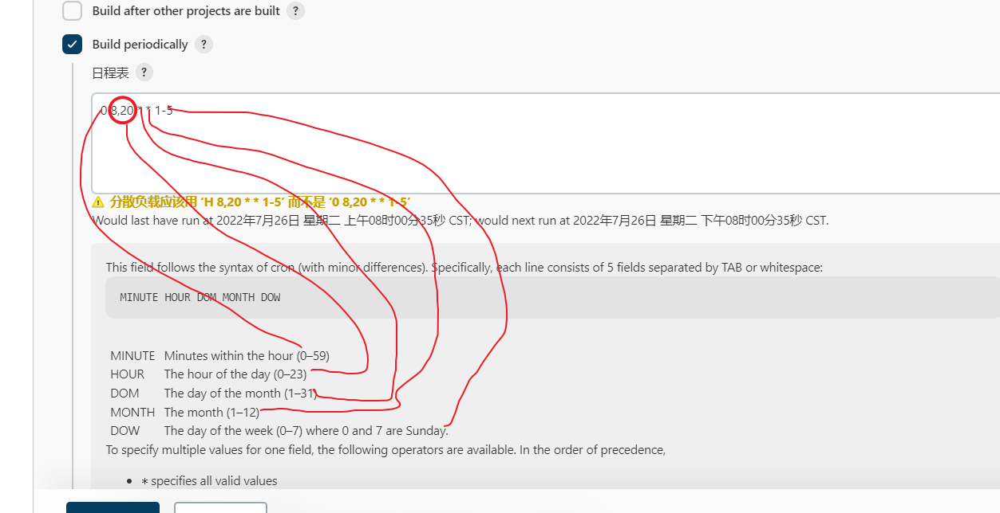 Build after other projects are built ?
Build periodically ?
日程表 ?
0 8,20 * * 1-5
分散负载应该用 ‘H 8,20 * * 1-5’ 而不是 ‘0 8,20 * * 1-5’
Would last have run at 2022年7月26日 星期二 上午08时00分35秒 CST; would next run at 2022年7月26日 星期二 下午08时00分35秒 CST.
This field follows the syntax of cron (with minor differences). Specifically, each line consists of 5 fields separated by TAB or whitespace:
MINUTE HOUR DOM MONTH DOW
MINUTE Minutes within the hour (0–59)
HOUR The hour of the day (0–23)
DOM The day of the month (1–31)
MONTH The month (1–12)
DOW The day of the week (0–7) where 0 and 7 are Sunday.
To specify multiple values for one field, the following operators are available. In the order of precedence,
• * specifies all valid values